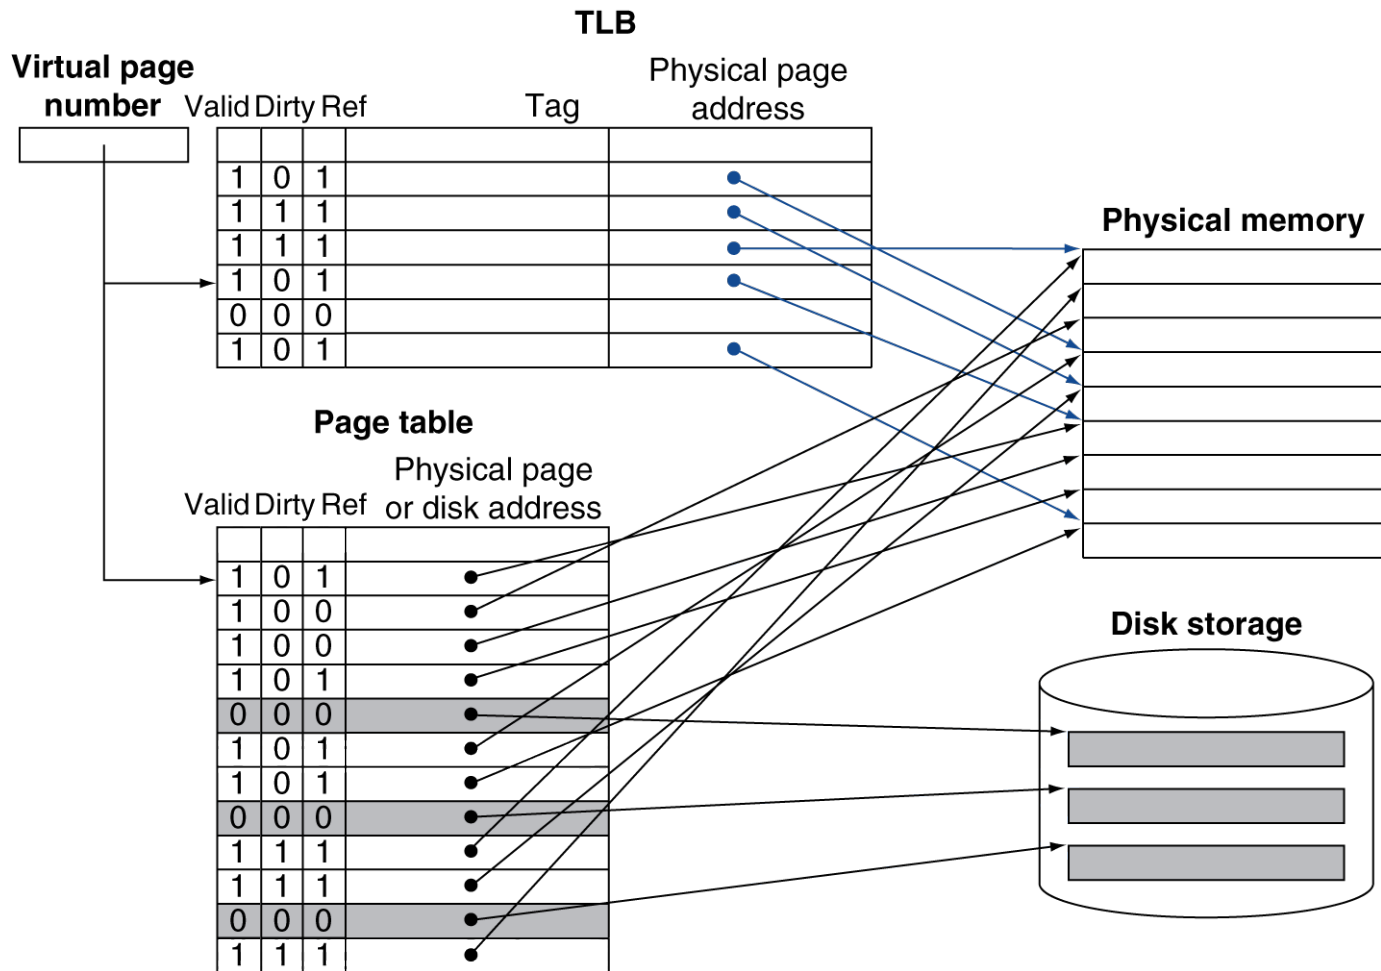 TLB
Virtual page
number
Valid Dirty Ref
Tag
Physical page
address
1 0 1
1 1 1
1 1 1
1 0 1
0 0 0
1 0 1
Physical memory
Page table
Physical page
or disk address
Valid Dirty Ref
1 0 1
1 0 0
1 0 0
1 0 1
0 0 0
1 0 1
1 0 1
0 0 0
1 1 1
1 1 1
0 0 0
1 1 1
Disk storage